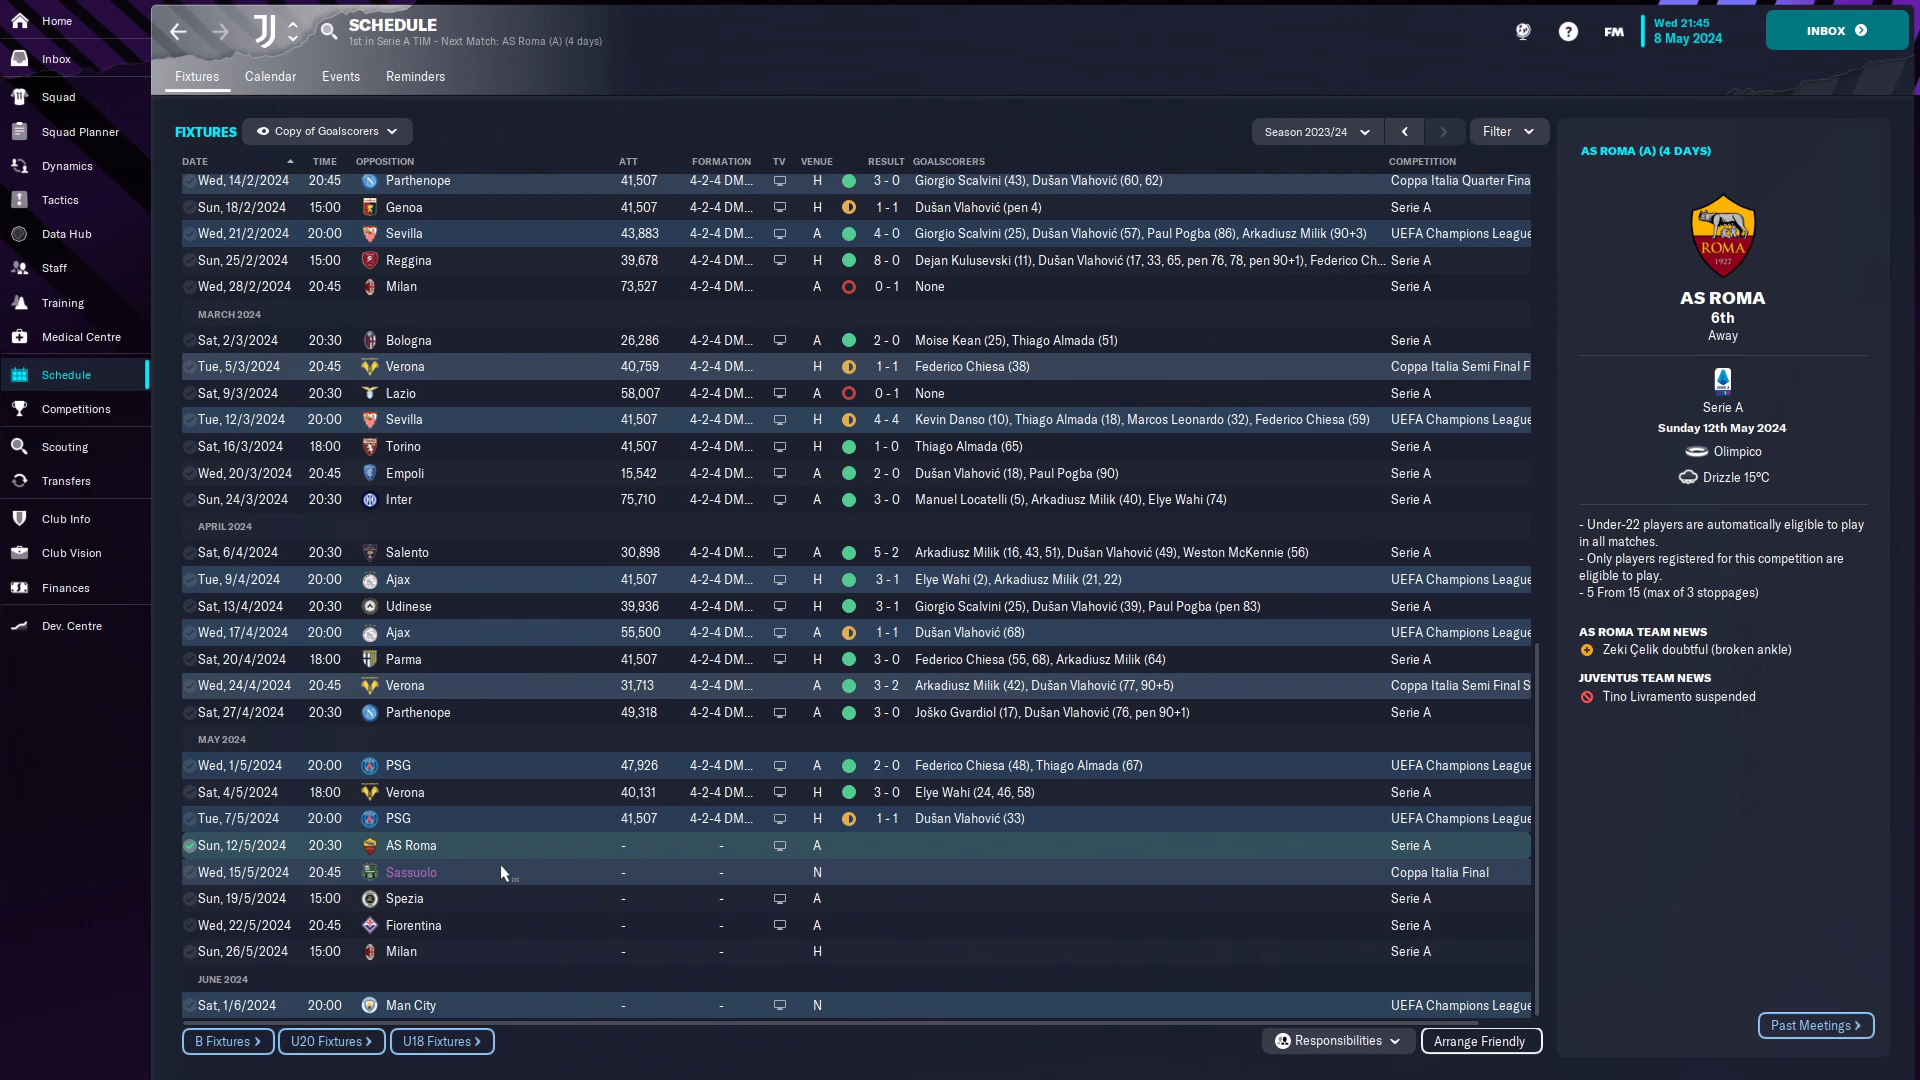 Home
Inbox
Squad
Squad Planner
Dynamics
Tactics
Data Hub
Staff
Training
Medical Centre
Schedule
Competitions
Scouting
Transfers
Club Info
Club Vision
Finances
Dev. Centre
SCHEDULE
1st in Serie A TIM - Next Match: AS Roma (A) (4 days)
FM
Wed 21:45
8 May 2024
INBOX
Fixtures Calendar Events Reminders
FIXTURES Copy of Goalscorers Season 2023/24 Filter
DATE TIME OPPOSITION ATT FORMATION TV VENUE RESULT GOALSCORERS COMPETITION
Wed, 14/2/2024 20:45 Parthenope 41,507 4-2-4 DM... H 3 - 0 Giorgio Scalvini (43), Dušan Vlahović (60, 62) Coppa Italia Quarter Fina
Sun, 18/2/2024 15:00 Genoa 41,507 4-2-4 DM... H 1 - 1 Dušan Vlahović (pen 4) Serie A
Wed, 21/2/2024 20:00 Sevilla 43,883 4-2-4 DM... A 4 - 0 Giorgio Scalvini (25), Dušan Vlahović (57), Paul Pogba (86), Arkadiusz Milik (90+3) UEFA Champions League
Sun, 25/2/2024 15:00 Reggina 39,678 4-2-4 DM... H 8 - 0 Dejan Kulusevski (11), Dušan Vlahović (17, 33, 65, pen 76, 78, pen 90+1), Federico Ch... Serie A
Wed, 28/2/2024 20:45 Milan 73,527 4-2-4 DM... A 0 - 1 None Serie A
MARCH 2024
Sat, 2/3/2024 20:30 Bologna 26,286 4-2-4 DM... A 2 - 0 Moise Kean (25), Thiago Almada (51) Serie A
Tue, 5/3/2024 20:45 Verona 40,759 4-2-4 DM... H 1 - 1 Federico Chiesa (38) Coppa Italia Semi Final F
Sat, 9/3/2024 20:30 Lazio 58,007 4-2-4 DM... A 0 - 1 None Serie A
Tue, 12/3/2024 20:00 Sevilla 41,507 4-2-4 DM... H 4 - 4 Kevin Danso (10), Thiago Almada (18), Marcos Leonardo (32), Federico Chiesa (59) UEFA Champions League
Sat, 16/3/2024 18:00 Torino 41,507 4-2-4 DM... H 1 - 0 Thiago Almada (65) Serie A
Wed, 20/3/2024 20:45 Empoli 15,542 4-2-4 DM... A 2 - 0 Dušan Vlahović (18), Paul Pogba (90) Serie A
Sun, 24/3/2024 20:30 Inter 75,710 4-2-4 DM... A 3 - 0 Manuel Locatelli (5), Arkadiusz Milik (40), Elye Wahi (74) Serie A
APRIL 2024
Sat, 6/4/2024 20:30 Salento 30,898 4-2-4 DM... A 5 - 2 Arkadiusz Milik (16, 43, 51), Dušan Vlahović (49), Weston McKennie (56) Serie A
Tue, 9/4/2024 20:00 Ajax 41,507 4-2-4 DM... H 3 - 1 Elye Wahi (2), Arkadiusz Milik (21, 22) UEFA Champions League
Sat, 13/4/2024 20:30 Udinese 39,936 4-2-4 DM... H 3 - 1 Giorgio Scalvini (25), Dušan Vlahović (39), Paul Pogba (pen 83) Serie A
Wed, 17/4/2024 20:00 Ajax 55,500 4-2-4 DM... A 1 - 1 Dušan Vlahović (68) UEFA Champions League
Sat, 20/4/2024 18:00 Parma 41,507 4-2-4 DM... H 3 - 0 Federico Chiesa (55, 68), Arkadiusz Milik (64) Serie A
Wed, 24/4/2024 20:45 Verona 31,713 4-2-4 DM... A 3 - 2 Arkadiusz Milik (42), Dušan Vlahović (77, 90+5) Coppa Italia Semi Final S
Sat, 27/4/2024 20:30 Parthenope 49,318 4-2-4 DM... A 3 - 0 Joško Gvardiol (17), Dušan Vlahović (76, pen 90+1) Serie A
MAY 2024
Wed, 1/5/2024 20:00 PSG 47,926 4-2-4 DM... A 2 - 0 Federico Chiesa (48), Thiago Almada (67) UEFA Champions League
Sat, 4/5/2024 18:00 Verona 40,131 4-2-4 DM... H 3 - 0 Elye Wahi (24, 46, 58) Serie A
Tue, 7/5/2024 20:00 PSG 41,507 4-2-4 DM... H 1 - 1 Dušan Vlahović (33) UEFA Champions League
Sun, 12/5/2024 20:30 AS Roma - - A Serie A
Wed, 15/5/2024 20:45 Sassuolo - - N Coppa Italia Final
Sun, 19/5/2024 15:00 Spezia - - A Serie A
Wed, 22/5/2024 20:45 Fiorentina - - A Serie A
Sun, 26/5/2024 15:00 Milan - - H Serie A
JUNE 2024
Sat, 1/6/2024 20:00 Man City - - N UEFA Champions League
B Fixtures U20 Fixtures U18 Fixtures Responsibilities Arrange Friendly
AS ROMA (A) (4 DAYS)
ROMA
1927
AS ROMA
6th
Away
Serie A
Sunday 12th May 2024
Olimpico
Drizzle 15ºC
- Under-22 players are automatically eligible to play
in all matches.
- Only players registered for this competition are
eligible to play.
- 5 From 15 (max of 3 stoppages)
AS ROMA TEAM NEWS
Zeki Çelik doubtful (broken ankle)
JUVENTUS TEAM NEWS
Tino Livramento suspended
Past Meetings